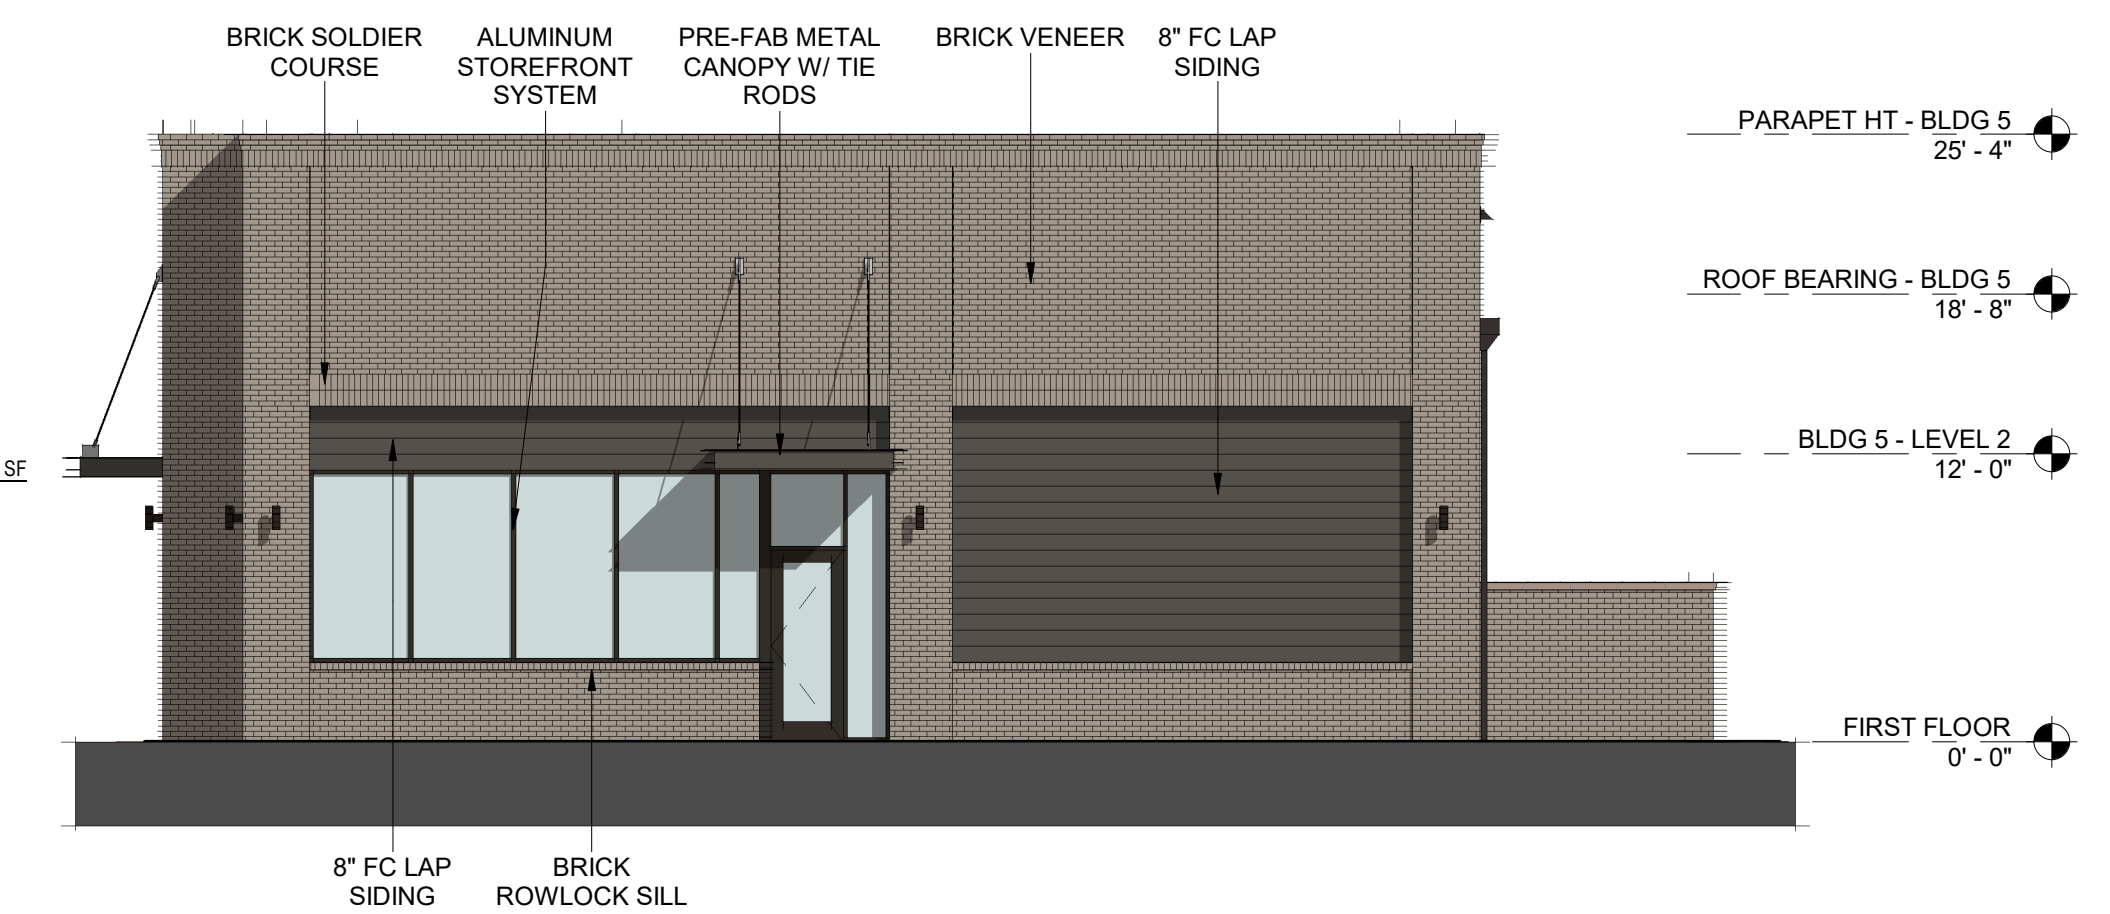 BRICK SOLDIER
COURSE
ALUMINUM
STOREFRONT
SYSTEM
PRE-FAB METAL
CANOPY W/ TIE
RODS
BRICK VENEER
8" FC LAP
SIDING
PARAPET HT - BLDG 5
25' - 4"
ROOF BEARING - BLDG 5
18' - 8"
BLDG 5 - LEVEL 2
12' - 0"
SF
FIRST FLOOR
0' - 0"
8" FC LAP
SIDING
BRICK
ROWLOCK SILL